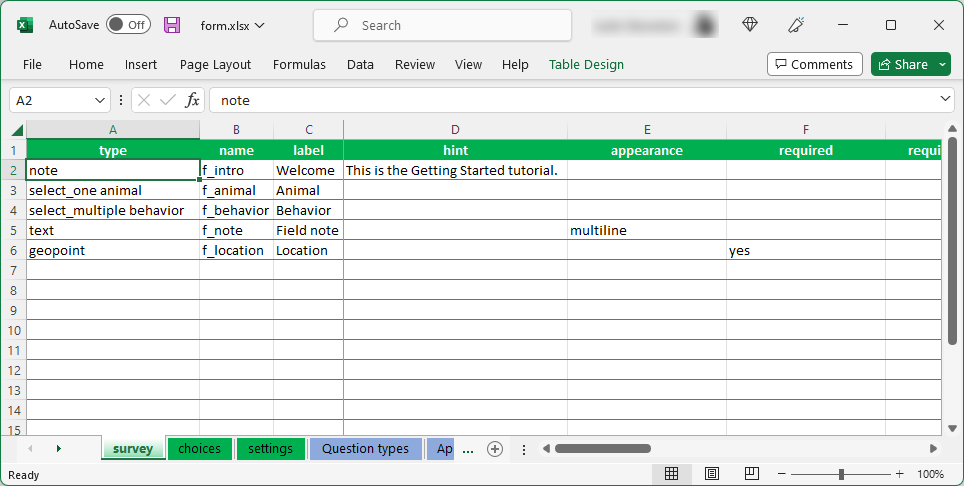 AutoSave Off form.xlsx Search
File Home Insert Page Layout Formulas Data Review View Help Table Design Comments Share
A2 fx note
A B C D E F
1 type name label hint appearance required requi
2 note f_intro Welcome This is the Getting Started tutorial.
3 select_one animal f_animal Animal
4 select_multiple behavior f_behavior Behavior
5 text f_note Field note multiline
6 geopoint f_location Location yes
7
8
9
10
11
12
13
14
15
survey choices settings Question types Ap ...
Ready 100%